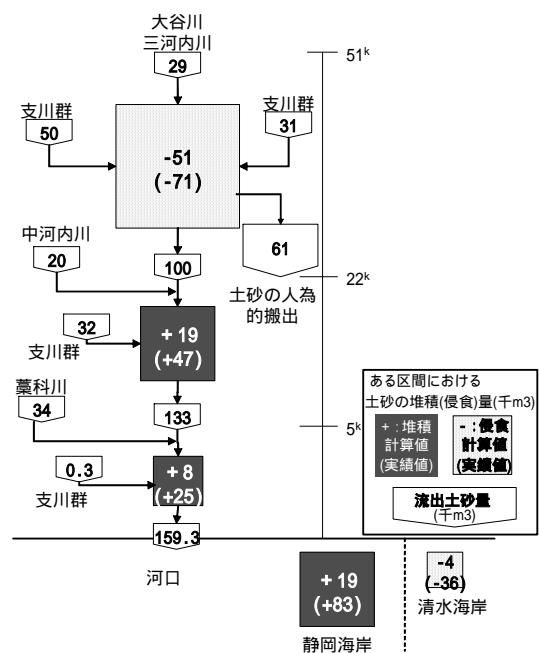 大谷川
三河内川
29
51k
支川群
50
支川群
31
-51
(-71)
61
土砂の人為
的搬出
中河内川
20
100
22k
32
支川群
+ 19
(+47)
藁科川
34
133
5k
0.3
支川群
+ 8
(+25)
159.3
河口
ある区間における
土砂の堆積(侵食)量(千m3)
+ :堆積
計算値
(実績値)
- :侵食
計算値
(実績値)
流出土砂量
(千m3)
+ 19
(+83)
静岡海岸
-4
(-36)
清水海岸